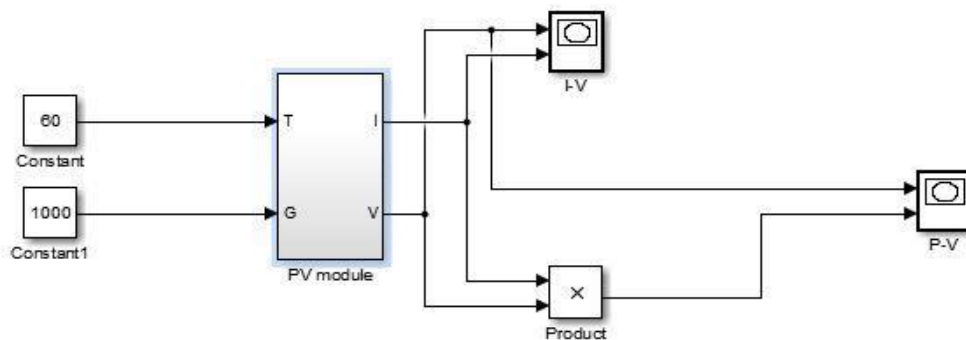 I-V
60
T
I
Constant
1000
G
V
Constant1
PV module
P-V
×
Product